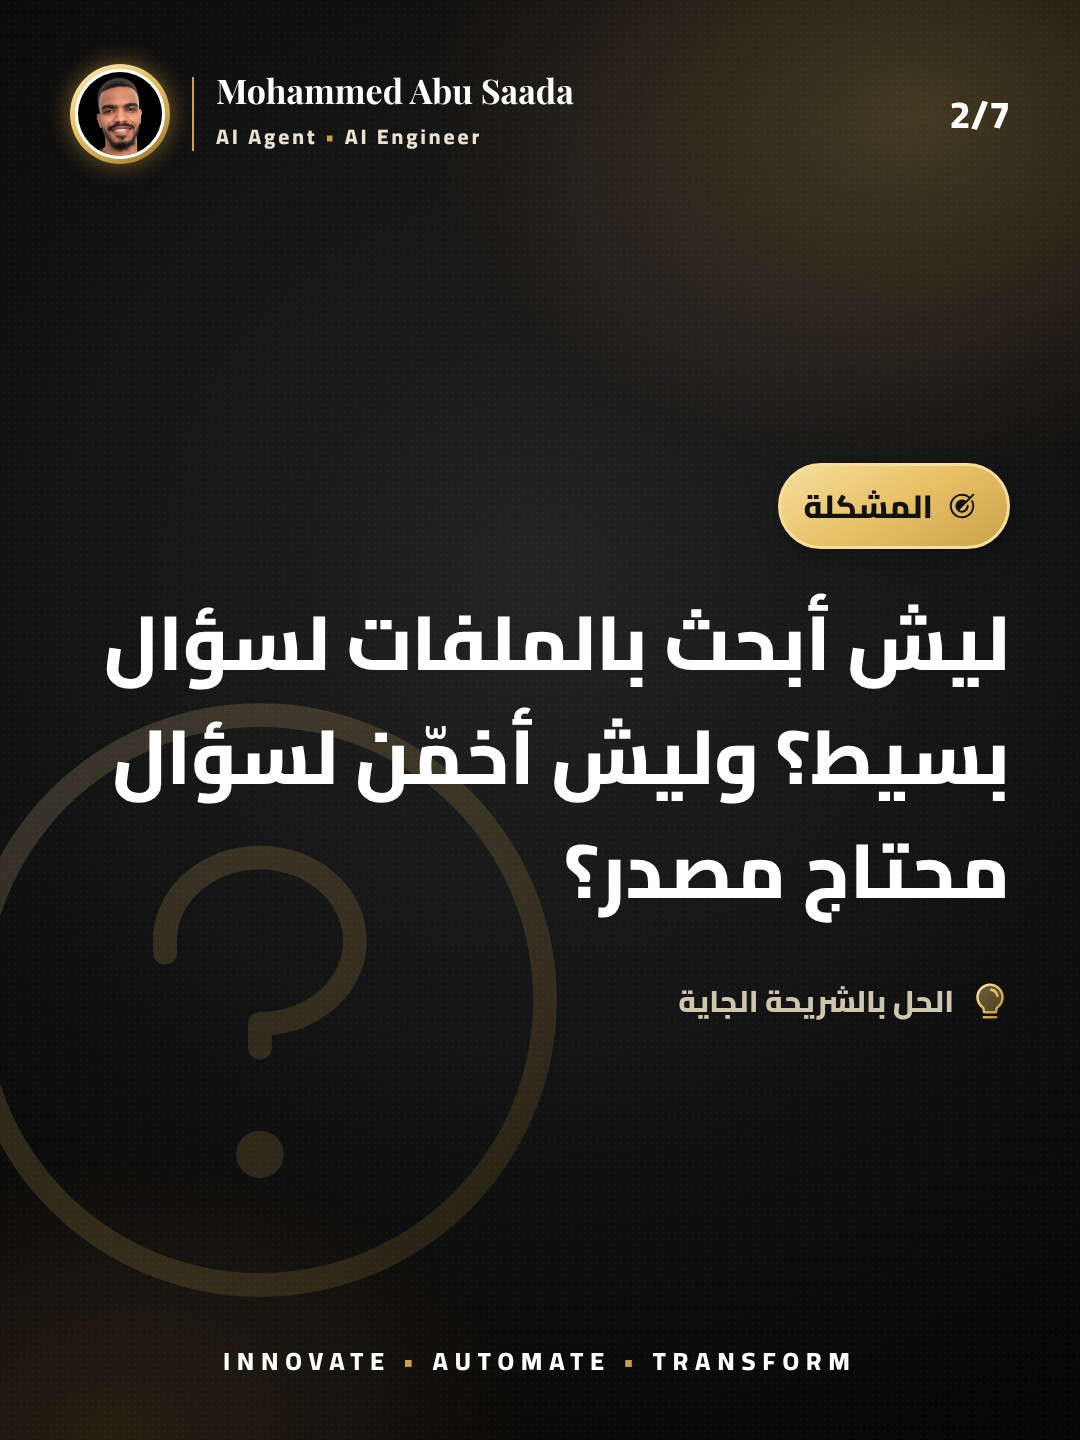 Mohammed Abu Saada
AI Agent ▪ AI Engineer
2/7
المشكلة
ليش أبحث بالملفات لسؤال
بسيط؟ وليش أخمّن لسؤال
محتاج مصدر؟
الحل بالشريحة الجاية
INNOVATE ▪ AUTOMATE ▪ TRANSFORM